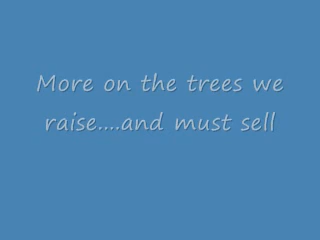 More on the trees we
raise....and must sell